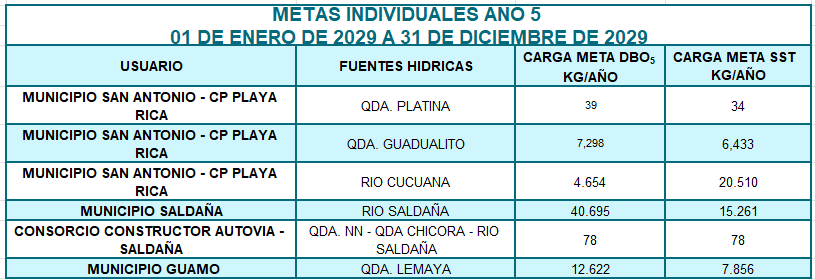 METAS INDIVIDUALES ANO 5
01 DE ENERO DE 2029 A 31 DE DICIEMBRE DE 2029
USUARIO FUENTES HIDRICAS CARGA META DBO₅ KG/AÑO CARGA META SST KG/AÑO
MUNICIPIO SAN ANTONIO - CP PLAYA RICA QDA. PLATINA 39 34
MUNICIPIO SAN ANTONIO - CP PLAYA RICA QDA. GUADUALITO 7,298 6,433
MUNICIPIO SAN ANTONIO - CP PLAYA RICA RIO CUCUANA 4.654 20.510
MUNICIPIO SALDAÑA RIO SALDAÑA 40.695 15.261
CONSORCIO CONSTRUCTOR AUTOVIA - SALDAÑA QDA. NN - QDA CHICORA - RIO SALDAÑA 78 78
MUNICIPIO GUAMO QDA. LEMAYA 12.622 7.856